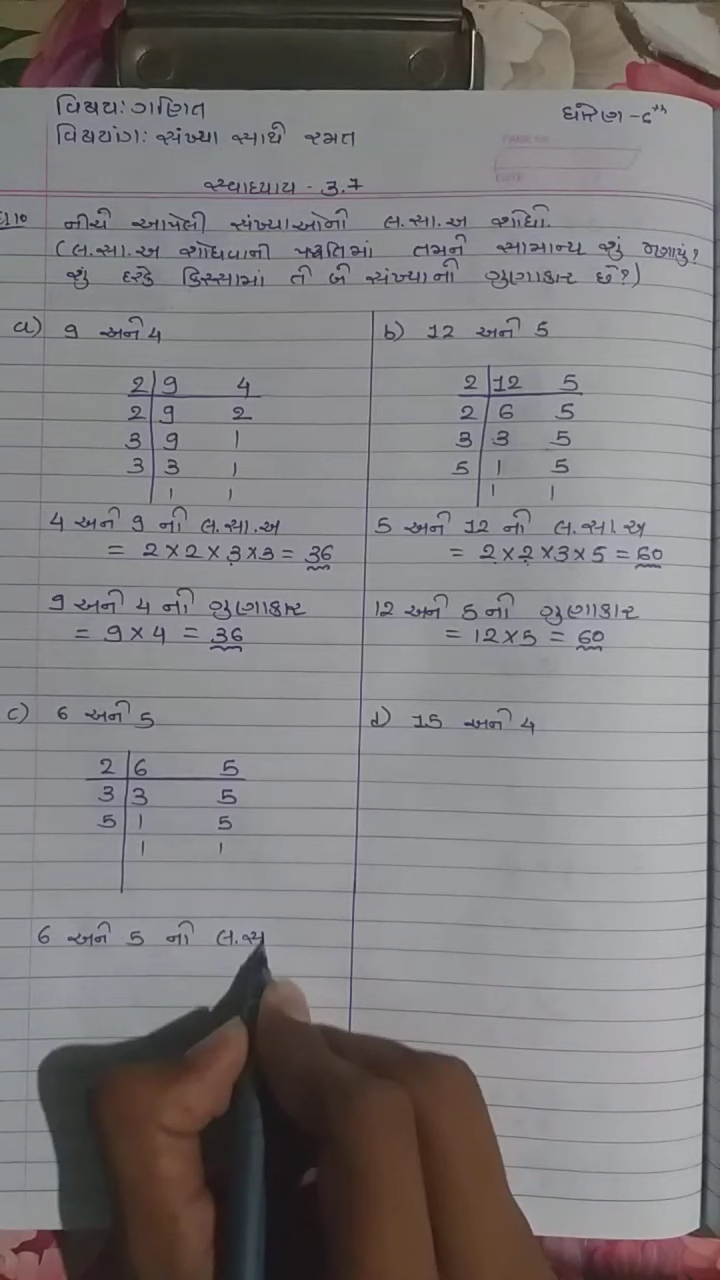 વિષય: ગણિત
ધોરણ - 6th
વિષયાંગ: સંખ્યા સાથે રમત
સ્વાધ્યાય - 3.7
નીચે આપેલી સંખ્યાઓનો લ.સા.અ શોધો.
(લ.સા.અ શોધવાની પધ્ધતિમાં તમને સામાન્ય શું જણાયું?
શું દરેક કિસ્સામાં તે બે સંખ્યાનો ગુણાકાર છે?)
a) 9 અને 4
2 9 4
2 9 2
3 9 1
3 3 1
1 1
4 અને 9 નો લ.સા.અ
= 2 × 2 × 3 × 3 = 36
9 અને 4 નો ગુણાકાર
= 9 × 4 = 36
b) 12 અને 5
2 12 5
2 6 5
3 3 5
5 1 5
1 1
5 અને 12 નો લ.સા.અ
= 2 × 2 × 3 × 5 = 60
12 અને 5 નો ગુણાકાર
= 12 × 5 = 60
c) 6 અને 5
2 6 5
3 3 5
5 1 5
1 1
6 અને 5 નો લ.સ
d) 15 અને 4